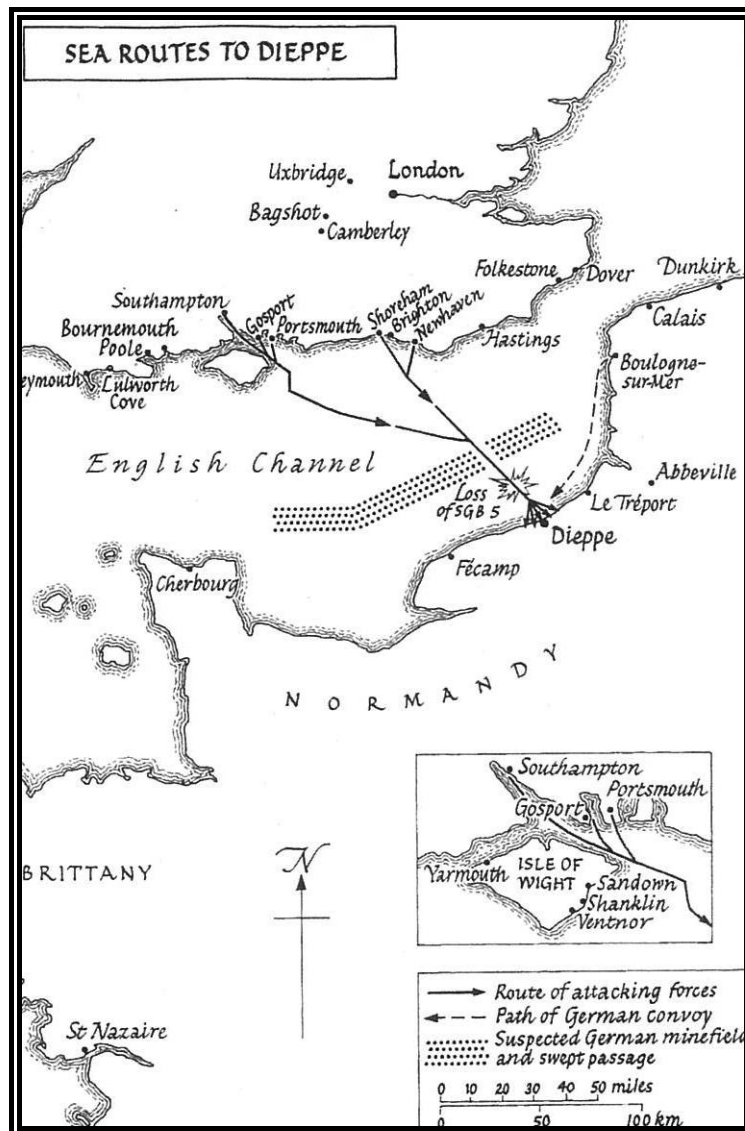 SEA ROUTES TO DIEPPE
Uxbridge
London
Bagshot
Camberley
Folkestone
Dover
Dunkirk
Calais
Southampton
Gosport
Portsmouth
Shoreham
Brighton
Newhaven
Hastings
Bournemouth
Poole
eymouth
Lulworth
Cove
Boulogne-
sur-Mer
English Channel
Abbeville
Loss
of SGB 5
Le Tréport
Dieppe
Cherbourg
Fécamp
NORMANDY
Southampton
Portsmouth
Gosport
Yarmouth
ISLE OF
WIGHT
Sandown
Shanklin
Ventnor
BRITTANY
N
St Nazaire
Route of attacking forces
Path of German convoy
Suspected German minefield
and swept passage
0 10 20 30 40 50 miles
0 50 100 km